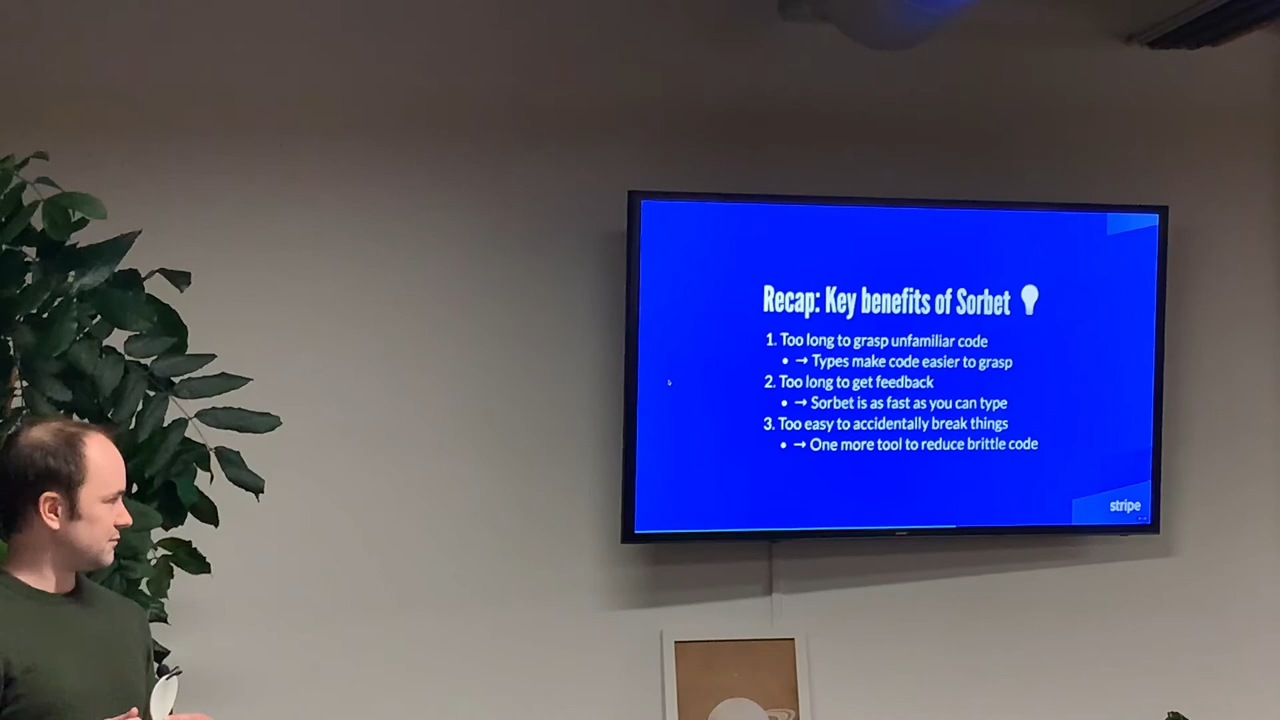 Recap: Key benefits of Sorbet
1. Too long to grasp unfamiliar code
• → Types make code easier to grasp
2. Too long to get feedback
• → Sorbet is as fast as you can type
3. Too easy to accidentally break things
• → One more tool to reduce brittle code
stripe